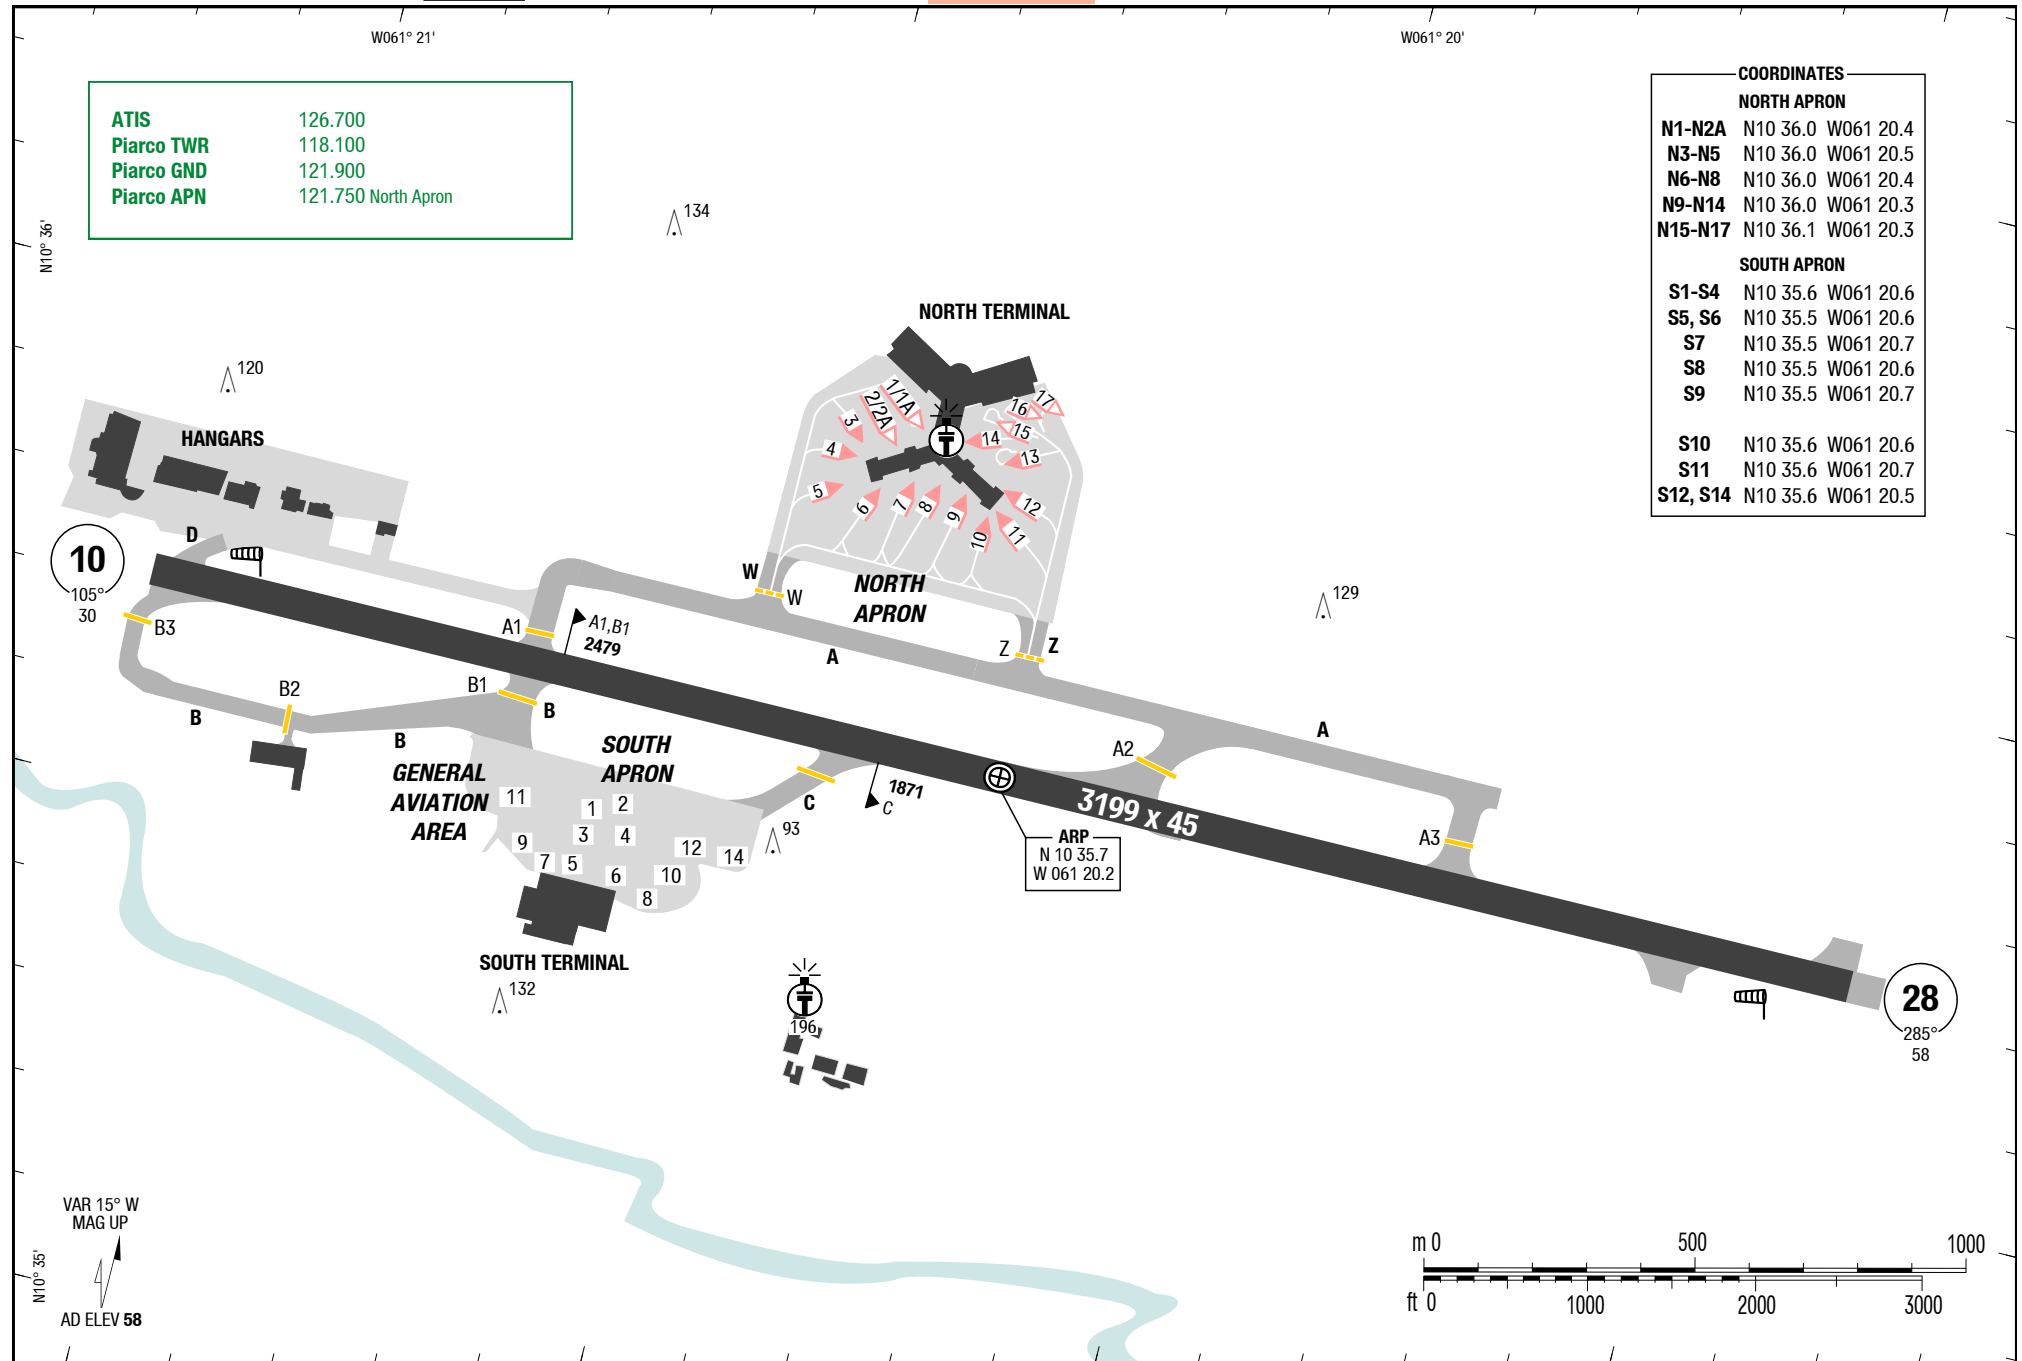 W061° 21'
W061° 20'
N10° 36'
N10° 35'
ATIS 126.700
Piarco TWR 118.100
Piarco GND 121.900
Piarco APN 121.750 North Apron
COORDINATES
NORTH APRON
N1-N2A N10 36.0 W061 20.4
N3-N5 N10 36.0 W061 20.5
N6-N8 N10 36.0 W061 20.4
N9-N14 N10 36.0 W061 20.3
N15-N17 N10 36.1 W061 20.3
SOUTH APRON
S1-S4 N10 35.6 W061 20.6
S5, S6 N10 35.5 W061 20.6
S7 N10 35.5 W061 20.7
S8 N10 35.5 W061 20.6
S9 N10 35.5 W061 20.7
S10 N10 35.6 W061 20.6
S11 N10 35.6 W061 20.7
S12, S14 N10 35.6 W061 20.5
134
120
NORTH TERMINAL
1/1A
2/2A
3
4
5
6
7
8
9
10
11
12
13
14
15
16
17
HANGARS
D
10
105°
30
B3
A1
A1,B1
2479
W
W
NORTH
APRON
Z
Z
129
A
A
B2
B1
B
B
B
SOUTH
APRON
GENERAL
AVIATION
AREA
11
1
2
3
4
9
7
5
6
12
14
10
8
C
93
1871
C
A2
3199 x 45
ARP
N 10 35.7
W 061 20.2
A3
SOUTH TERMINAL
132
196
28
285°
58
VAR 15° W
MAG UP
AD ELEV 58
m 0 500 1000
ft 0 1000 2000 3000